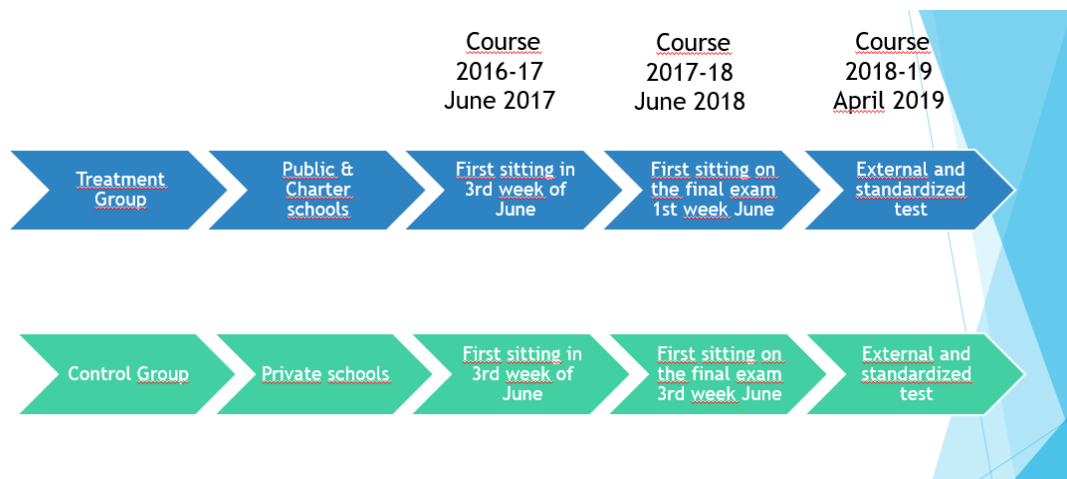 Course
2016-17
June 2017
Course
2017-18
June 2018
Course
2018-19
April 2019
Treatment
Group
Public &
Charter
schools
First sitting in
3rd week of
June
First sitting on
the final exam
1st week June
External and
standardized
test
Control Group
Private schools
First sitting in
3rd week of
June
First sitting on
the final exam
3rd week June
External and
standardized
test